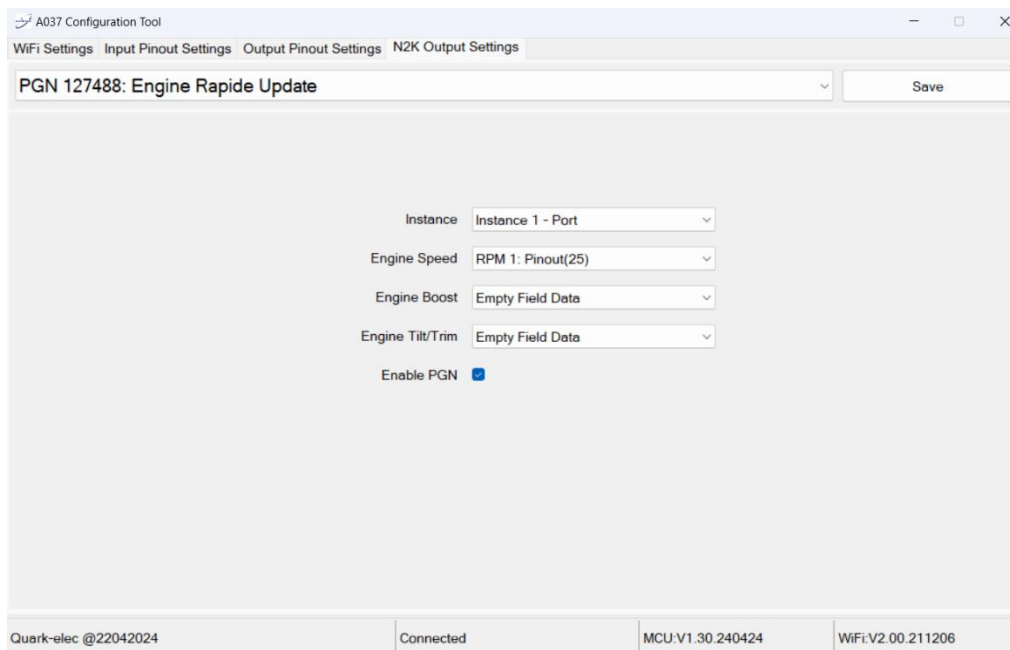 A037 Configuration Tool
WiFi Settings Input Pinout Settings Output Pinout Settings N2K Output Settings
PGN 127488: Engine Rapide Update Save
Instance Instance 1 - Port
Engine Speed RPM 1: Pinout(25)
Engine Boost Empty Field Data
Engine Tilt/Trim Empty Field Data
Enable PGN
Quark-elec @22042024 Connected MCU:V1.30.240424 WiFi:V2.00.211206